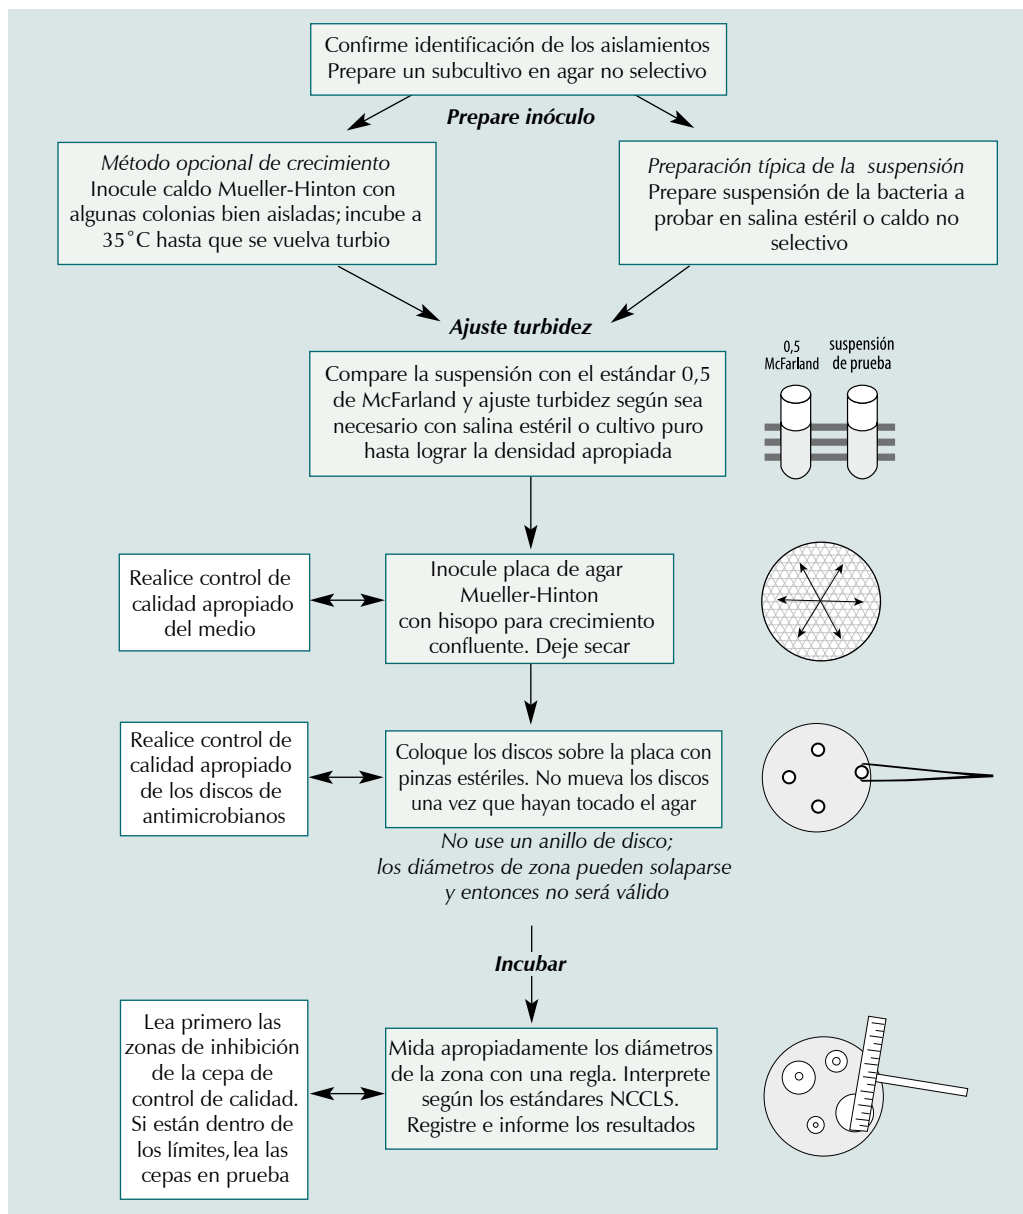 Confirme identificación de los aislamientos
Prepare un subcultivo en agar no selectivo
Prepare inóculo
Método opcional de crecimiento
Inocule caldo Mueller-Hinton con
algunas colonias bien aisladas; incube a
35˚C hasta que se vuelva turbio
Preparación típica de la suspensión
Prepare suspensión de la bacteria a
probar en salina estéril o caldo no
selectivo
Ajuste turbidez
Compare la suspensión con el estándar 0,5
de McFarland y ajuste turbidez según sea
necesario con salina estéril o cultivo puro
hasta lograr la densidad apropiada
0,5
McFarland
suspensión
de prueba
Realice control de
calidad apropiado
del medio
Inocule placa de agar
Mueller-Hinton
con hisopo para crecimiento
confluente. Deje secar
Realice control de
calidad apropiado
de los discos de
antimicrobianos
Coloque los discos sobre la placa con
pinzas estériles. No mueva los discos
una vez que hayan tocado el agar
No use un anillo de disco;
los diámetros de zona pueden solaparse
y entonces no será válido
Incubar
Lea primero las
zonas de inhibición
de la cepa de
control de calidad.
Si están dentro de
los límites, lea las
cepas en prueba
Mida apropiadamente los diámetros
de la zona con una regla. Interprete
según los estándares NCCLS.
Registre e informe los resultados